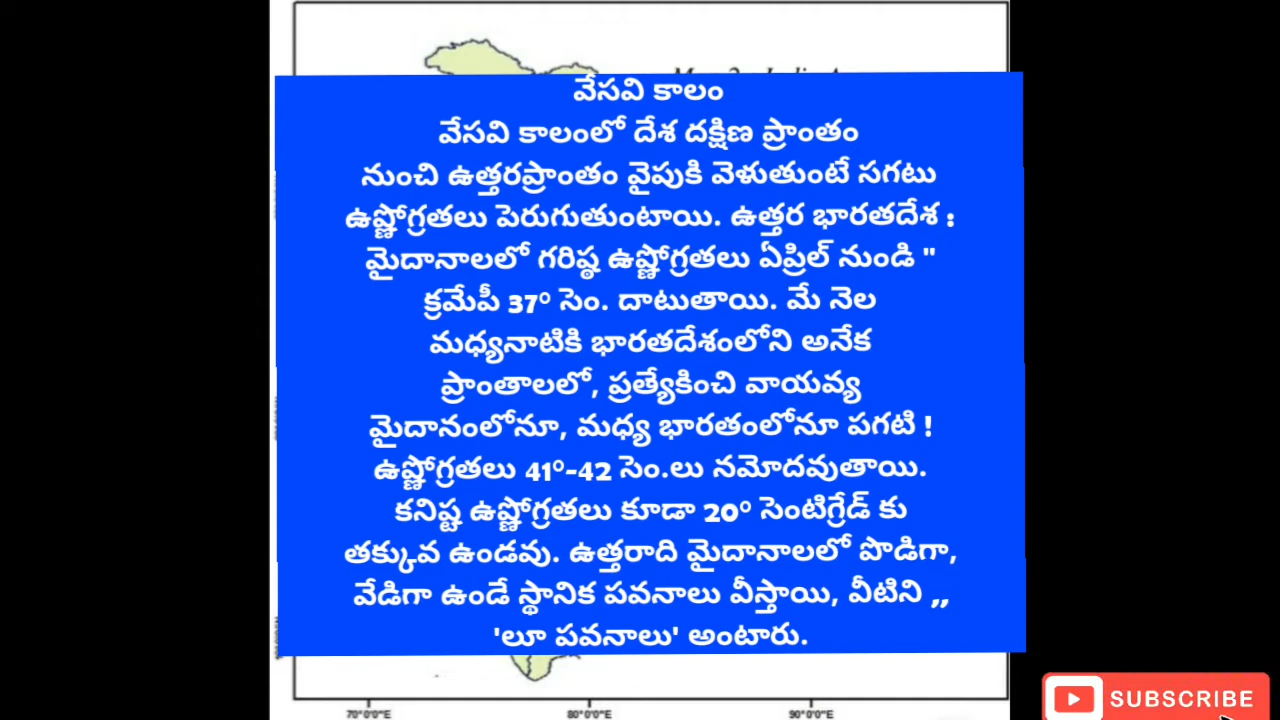 వేసవి కాలం
వేసవి కాలంలో దేశ దక్షిణ ప్రాంతం
నుంచి ఉత్తరప్రాంతం వైపుకి వెళుతుంటే సగటు
ఉష్ణోగ్రతలు పెరుగుతుంటాయి. ఉత్తర భారతదేశ :
మైదానాలలో గరిష్ఠ ఉష్ణోగ్రతలు ఏప్రిల్ నుండి "
క్రమేపీ 37° సెం. దాటుతాయి. మే నెల
మధ్యనాటికి భారతదేశంలోని అనేక
ప్రాంతాలలో, ప్రత్యేకించి వాయవ్య
మైదానంలోనూ, మధ్య భారతంలోనూ పగటి !
ఉష్ణోగ్రతలు 41°-42 సెం.లు నమోదవుతాయి.
కనిష్ట ఉష్ణోగ్రతలు కూడా 20° సెంటిగ్రేడ్ కు
తక్కువ ఉండవు. ఉత్తరాది మైదానాలలో పొడిగా,
వేడిగా ఉండే స్థానిక పవనాలు వీస్తాయి, వీటిని ,,
'లూ పవనాలు' అంటారు.
70°0'0"E 80°0'0"E 90°0'0"E
SUBSCRIBE